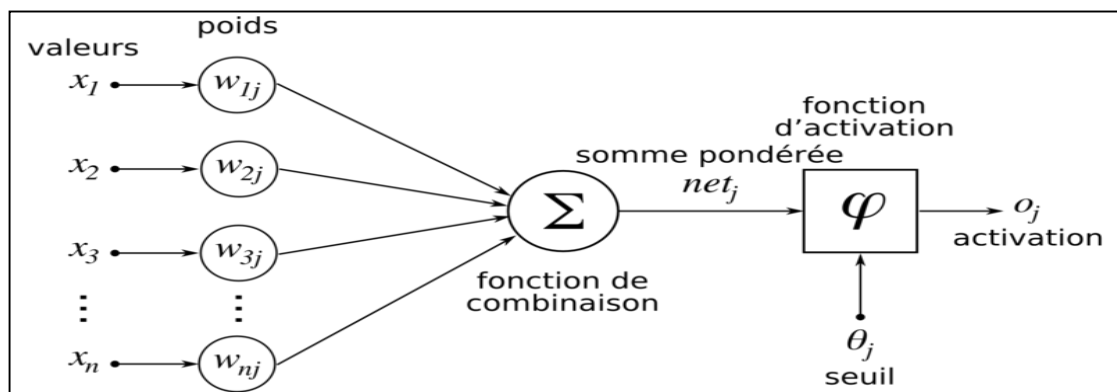 poids
valeurs
x1
w1j
x2
w2j
x3
w3j
xn
wnj
Σ
fonction de
combinaison
somme pondérée
netj
fonction
d'activation
φ
oj
activation
θj
seuil